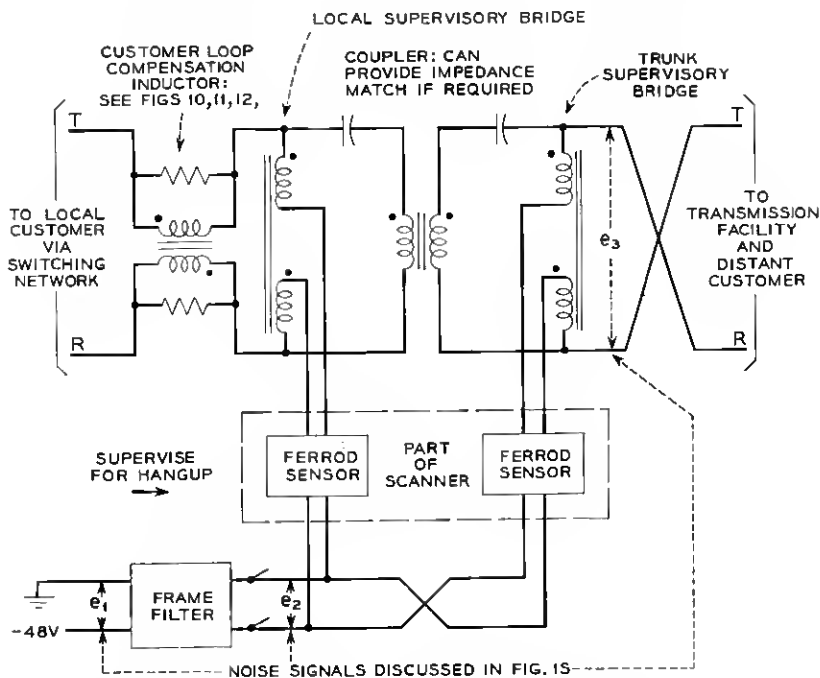 LOCAL SUPERVISORY BRIDGE
CUSTOMER LOOP
COMPENSATION
INDUCTOR:
SEE FIGS 10,11,12,
COUPLER: CAN
PROVIDE IMPEDANCE
MATCH IF REQUIRED
TRUNK
SUPERVISORY
BRIDGE
T
TO LOCAL
CUSTOMER
VIA
SWITCHING
NETWORK
R
e3
T
TO
TRANSMISSION
FACILITY
AND
DISTANT
CUSTOMER
R
SUPERVISE
FOR HANGUP
FERROD
SENSOR
PART
OF
SCANNER
FERROD
SENSOR
e1
-48V
FRAME
FILTER
e2
NOISE SIGNALS DISCUSSED IN FIG. 1S